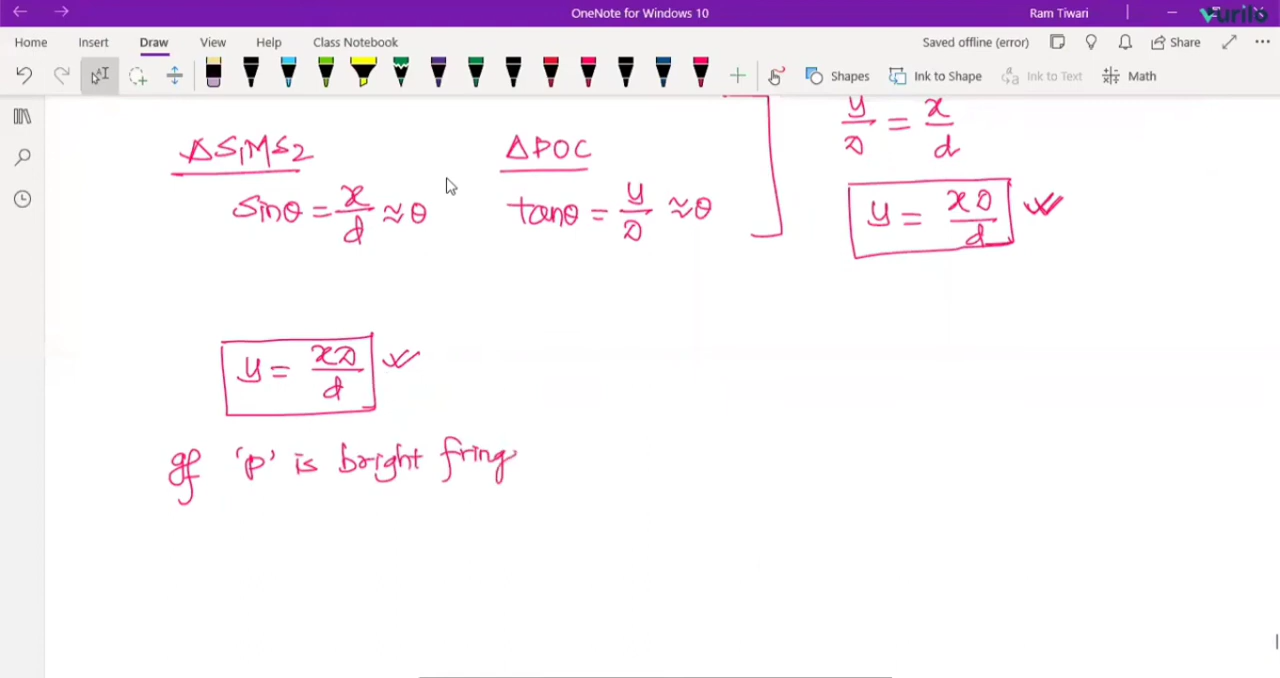 OneNote for Windows 10
Ram Tiwari
vurilo
Home Insert Draw View Help Class Notebook
Saved offline (error) Share
Shapes Ink to Shape Ink to Text Math
y/D = x/d
ΔS1MS2 ΔPOC
sinθ = x/d ≈ θ tanθ = y/D ≈ θ
y = xD/d
y = xD/d
If 'p' is bright fring